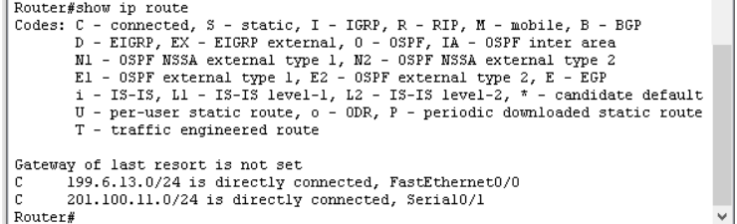 Router#show ip route
Codes: C - connected, S - static, I - IGRP, R - RIP, M - mobile, B - BGP
D - EIGRP, EX - EIGRP external, O - OSPF, IA - OSPF inter area
N1 - OSPF NSSA external type 1, N2 - OSPF NSSA external type 2
E1 - OSPF external type 1, E2 - OSPF external type 2, E - EGP
i - IS-IS, L1 - IS-IS level-1, L2 - IS-IS level-2, * - candidate default
U - per-user static route, o - ODR, P - periodic downloaded static route
T - traffic engineered route
Gateway of last resort is not set
C 199.6.13.0/24 is directly connected, FastEthernet0/0
C 201.100.11.0/24 is directly connected, Serial0/1
Router#